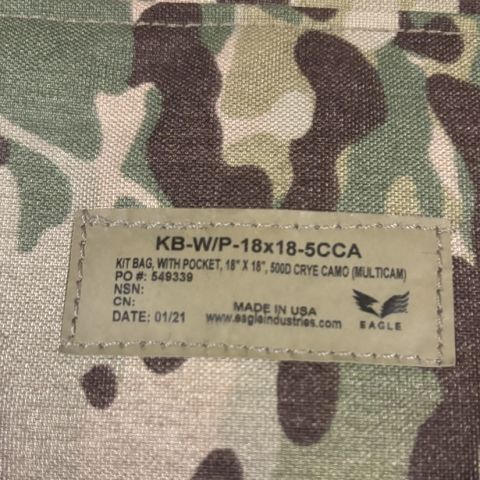 KB-W/P-18x18-5CCA
KIT BAG, WITH POCKET, 18" X 18", 500D CRYE CAMO (MULTICAM)
PO #: 549339
NSN:
CN:
DATE: 01/21
MADE IN USA
www.eagleindustries.com
EAGLE